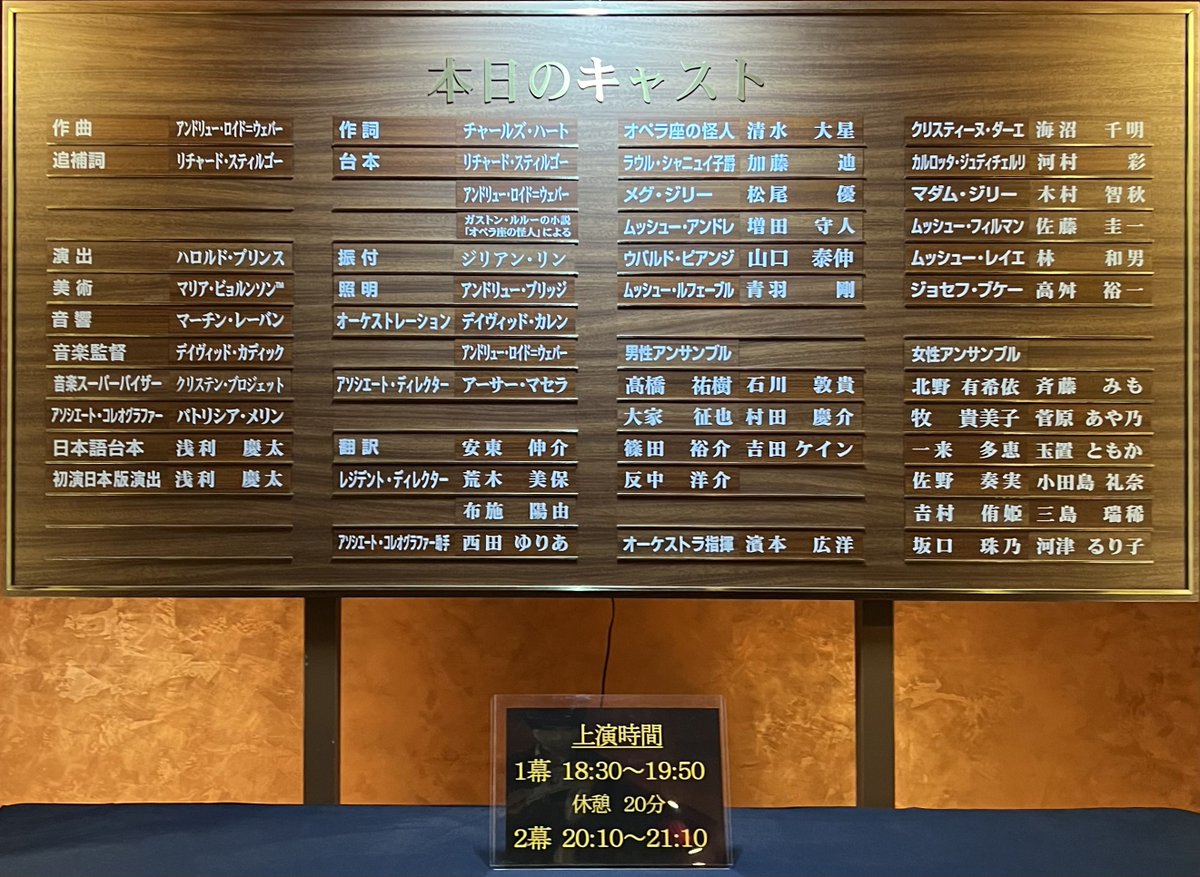 本日のキャスト
作曲 アンドリュー・ロイド=ウェバー
追補詞 リチャード・スティルゴー
演出 ハロルド・プリンス
美術 マリア・ビョルンソン™
音響 マーチン・レーバン
音楽監督 デイヴィッド・カディック
音楽スーパーバイザー クリステン・ブロジェット
アソシエート・コレオグラファー パトリシア・メリン
日本語台本 浅利 慶太
初演日本版演出 浅利 慶太
作詞 チャールズ・ハート
台本 リチャード・スティルゴー
アンドリュー・ロイド=ウェバー
ガストン・ルルーの小説
「オペラ座の怪人」による
振付 ジリアン・リン
照明 アンドリュー・ブリッジ
オーケストレーション デイヴィッド・カレン
アンドリュー・ロイド=ウェバー
アソシエート・ディレクター アーサー・マセラ
翻訳 安東 伸介
レジデント・ディレクター 荒木 美保
布施 陽由
アソシエート・コレオグラファー助手 西田 ゆりあ
オペラ座の怪人 清水 大星
ラウル・シャニュイ子爵 加藤 迪
メグ・ジリー 松尾 優
ムッシュー・アンドレ 増田 守人
ウバルド・ピアンジ 山口 泰伸
ムッシュー・ルフェーブル 青羽 剛
男性アンサンブル
髙橋 祐樹 石川 敦貴
大家 征也 村田 慶介
篠田 裕介 吉田 ケイン
反中 洋介
オーケストラ指揮 濱本 広洋
クリスティーヌ・ダーエ 海沼 千明
カルロッタ・ジュディチェルリ 河村 彩
マダム・ジリー 木村 智秋
ムッシュー・フィルマン 佐藤 圭一
ムッシュー・レイエ 林 和男
ジョセフ・ブケー 高舛 裕一
女性アンサンブル
北野 有希依 斉藤 みも
牧 貴美子 菅原 あや乃
一来 多恵 玉置 ともか
佐野 奏実 小田島 礼奈
𠮷村 侑姫 三島 瑞稀
坂口 珠乃 河津 るり子
上演時間
1幕 18:30～19:50
休憩 20分
2幕 20:10～21:10